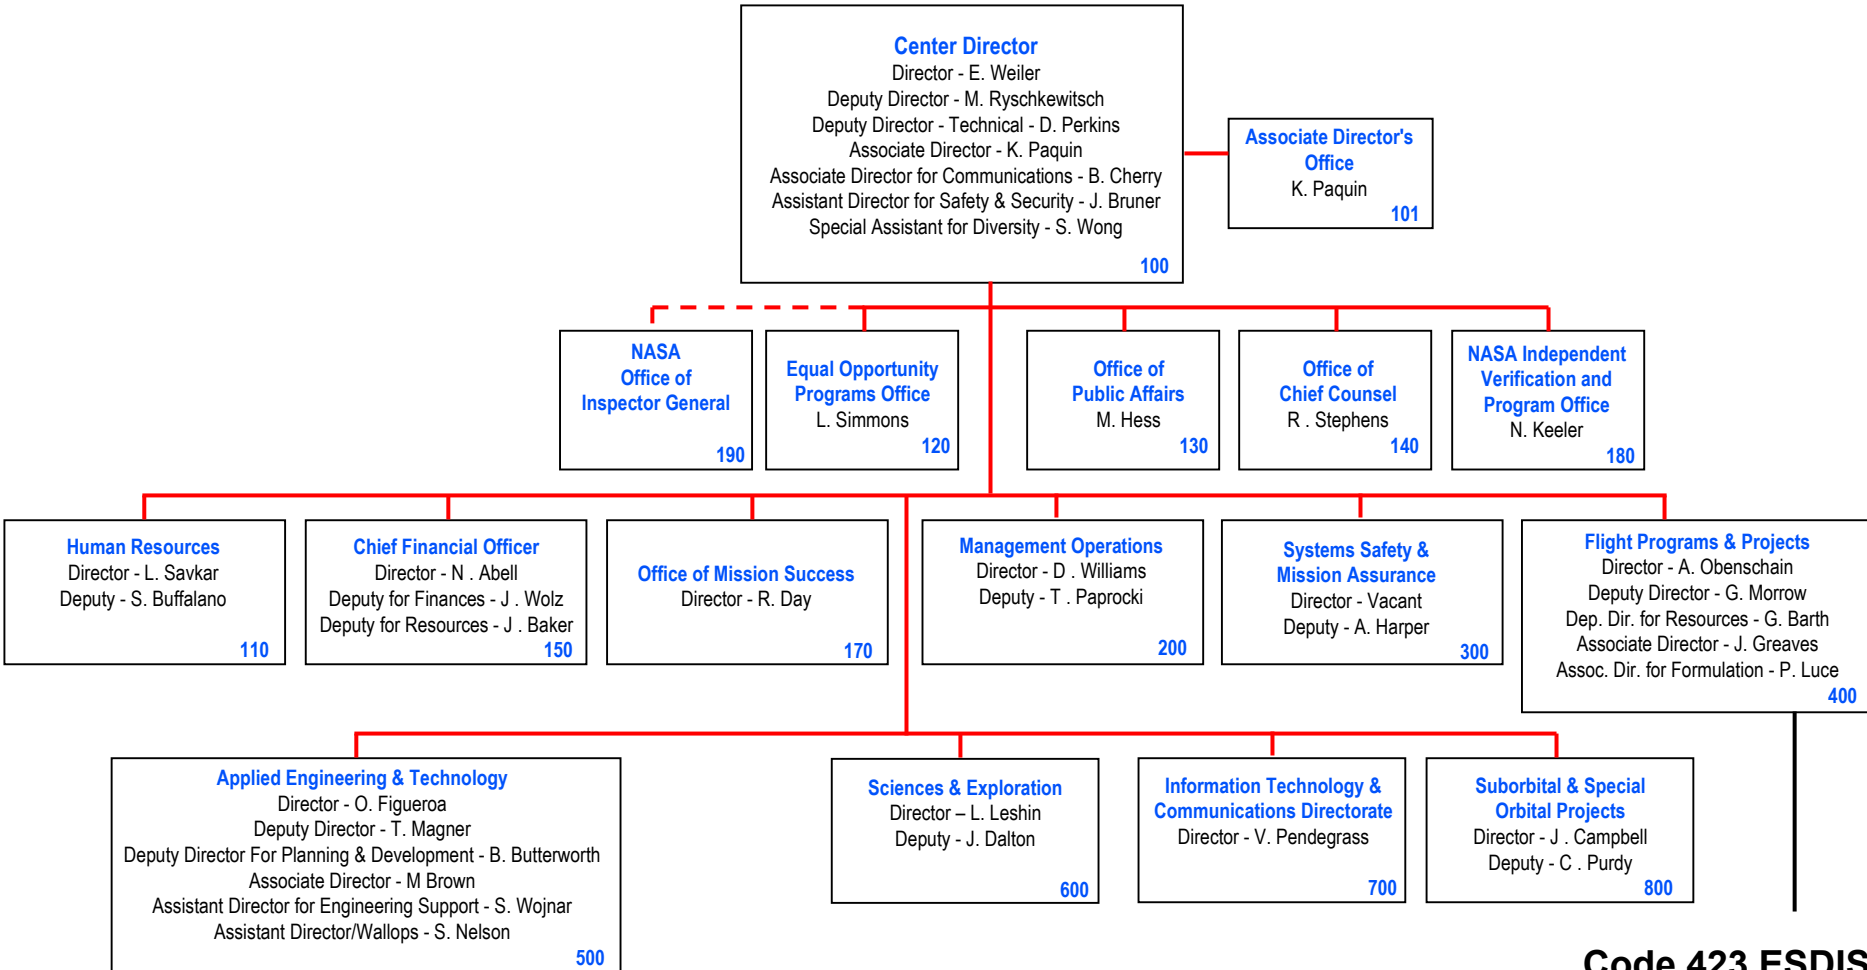 Center Director
Director - E. Weiler
Deputy Director - M. Ryschkewitsch
Deputy Director - Technical - D. Perkins
Associate Director - K. Paquin
Associate Director for Communications - B. Cherry
Assistant Director for Safety & Security - J. Bruner
Special Assistant for Diversity - S. Wong
100
Associate Director's
Office
K. Paquin
101
NASA
Office of
Inspector General
190
Equal Opportunity
Programs Office
L. Simmons
120
Office of
Public Affairs
M. Hess
130
Office of
Chief Counsel
R . Stephens
140
NASA Independent
Verification and
Program Office
N. Keeler
180
Human Resources
Director - L. Savkar
Deputy - S. Buffalano
110
Chief Financial Officer
Director - N . Abell
Deputy for Finances - J . Wolz
Deputy for Resources - J . Baker
150
Office of Mission Success
Director - R. Day
170
Management Operations
Director - D . Williams
Deputy - T . Paprocki
200
Systems Safety &
Mission Assurance
Director - Vacant
Deputy - A. Harper
300
Flight Programs & Projects
Director - A. Obenschain
Deputy Director - G. Morrow
Dep. Dir. for Resources - G. Barth
Associate Director - J. Greaves
Assoc. Dir. for Formulation - P. Luce
400
Applied Engineering & Technology
Director - O. Figueroa
Deputy Director - T. Magner
Deputy Director For Planning & Development - B. Butterworth
Associate Director - M Brown
Assistant Director for Engineering Support - S. Wojnar
Assistant Director/Wallops - S. Nelson
500
Sciences & Exploration
Director – L. Leshin
Deputy - J. Dalton
600
Information Technology &
Communications Directorate
Director - V. Pendegrass
700
Suborbital & Special
Orbital Projects
Director - J . Campbell
Deputy - C . Purdy
800
Code 423 ESDIS